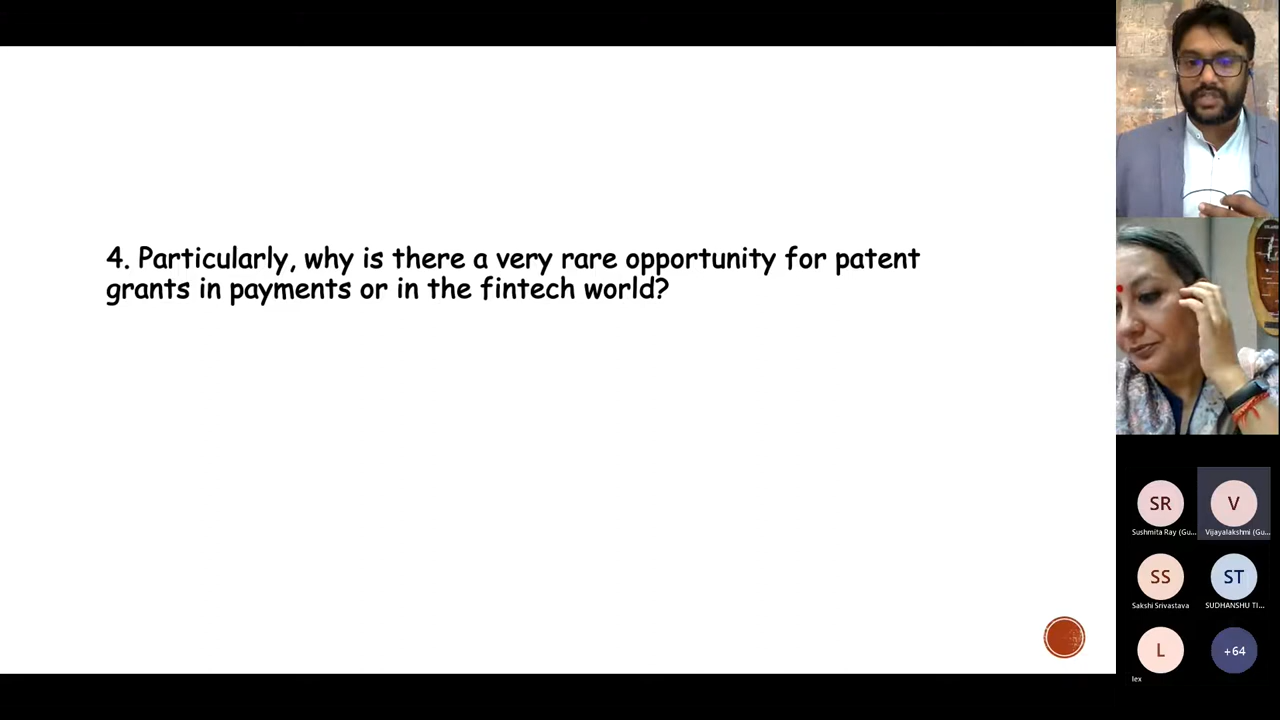 4. Particularly, why is there a very rare opportunity for patent
grants in payments or in the fintech world?
SR
V
Sushmita Ray (Gu...
Vijayalakshmi (Gu...
SS
ST
Sakshi Srivastava
SUDHANSHU TI...
L
+64
lex